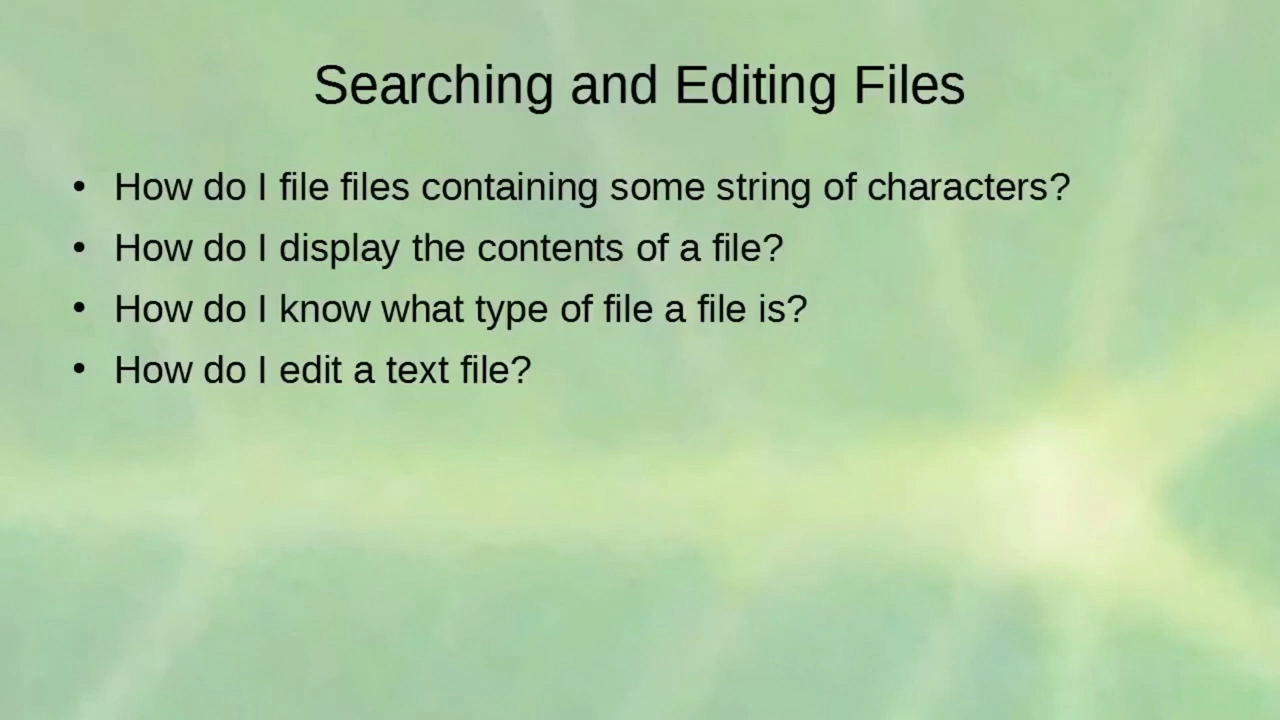 Searching and Editing Files
• How do I file files containing some string of characters?
• How do I display the contents of a file?
• How do I know what type of file a file is?
• How do I edit a text file?